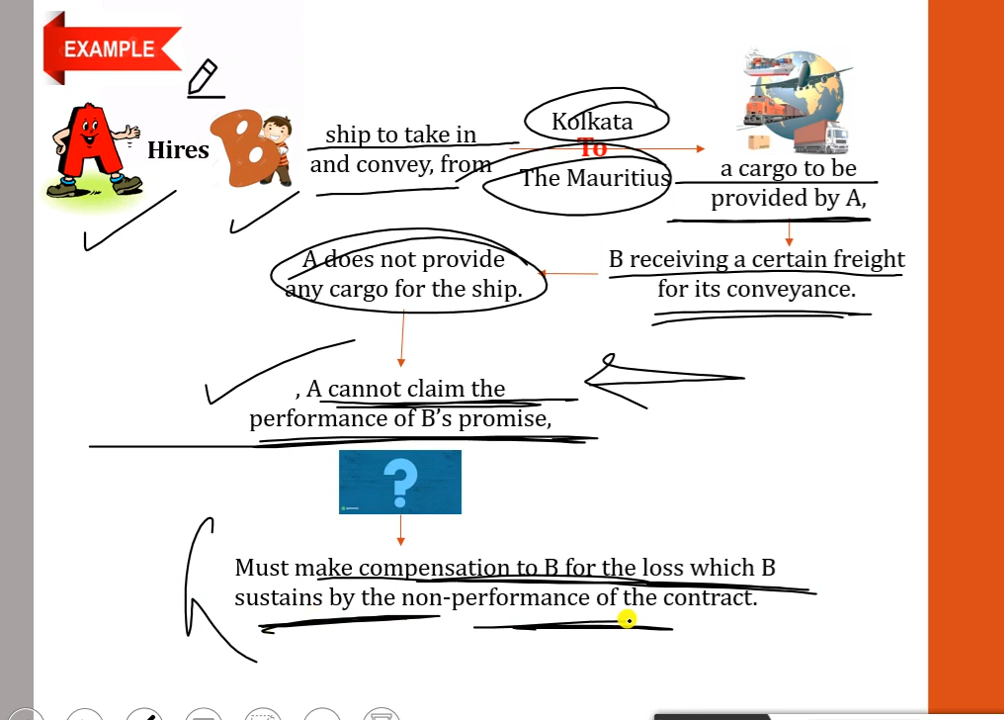 EXAMPLE
A Hires B
ship to take in
and convey, from
Kolkata
To
The Mauritius
a cargo to be
provided by A,
B receiving a certain freight
for its conveyance.
A does not provide
any cargo for the ship.
, A cannot claim the
performance of B’s promise,
?
Must make compensation to B for the loss which B
sustains by the non-performance of the contract.